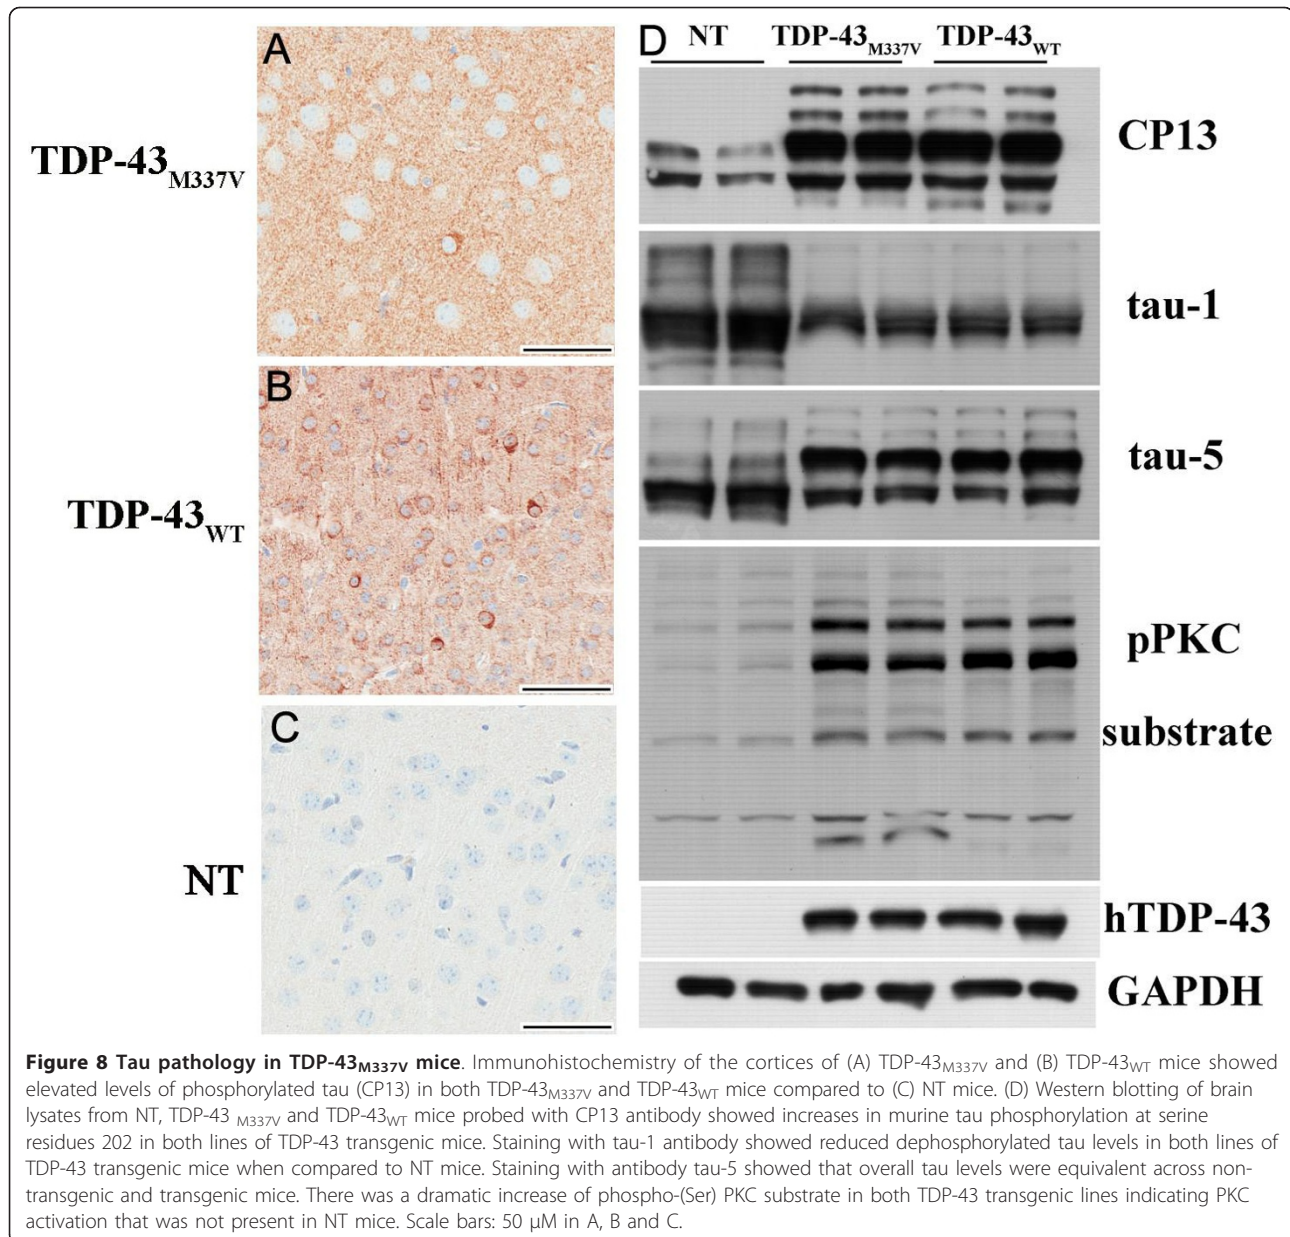 A
TDP-43M337V
B
TDP-43WT
C
NT
D
NT TDP-43M337V TDP-43WT
CP13
tau-1
tau-5
pPKC
substrate
hTDP-43
GAPDH
Figure 8 Tau pathology in TDP-43M337V mice. Immunohistochemistry of the cortices of (A) TDP-43M337V and (B) TDP-43WT mice showed
elevated levels of phosphorylated tau (CP13) in both TDP-43M337V and TDP-43WT mice compared to (C) NT mice. (D) Western blotting of brain
lysates from NT, TDP-43 M337V and TDP-43WT mice probed with CP13 antibody showed increases in murine tau phosphorylation at serine
residues 202 in both lines of TDP-43 transgenic mice. Staining with tau-1 antibody showed reduced dephosphorylated tau levels in both lines of
TDP-43 transgenic mice when compared to NT mice. Staining with antibody tau-5 showed that overall tau levels were equivalent across non-
transgenic and transgenic mice. There was a dramatic increase of phospho-(Ser) PKC substrate in both TDP-43 transgenic lines indicating PKC
activation that was not present in NT mice. Scale bars: 50 μM in A, B and C.